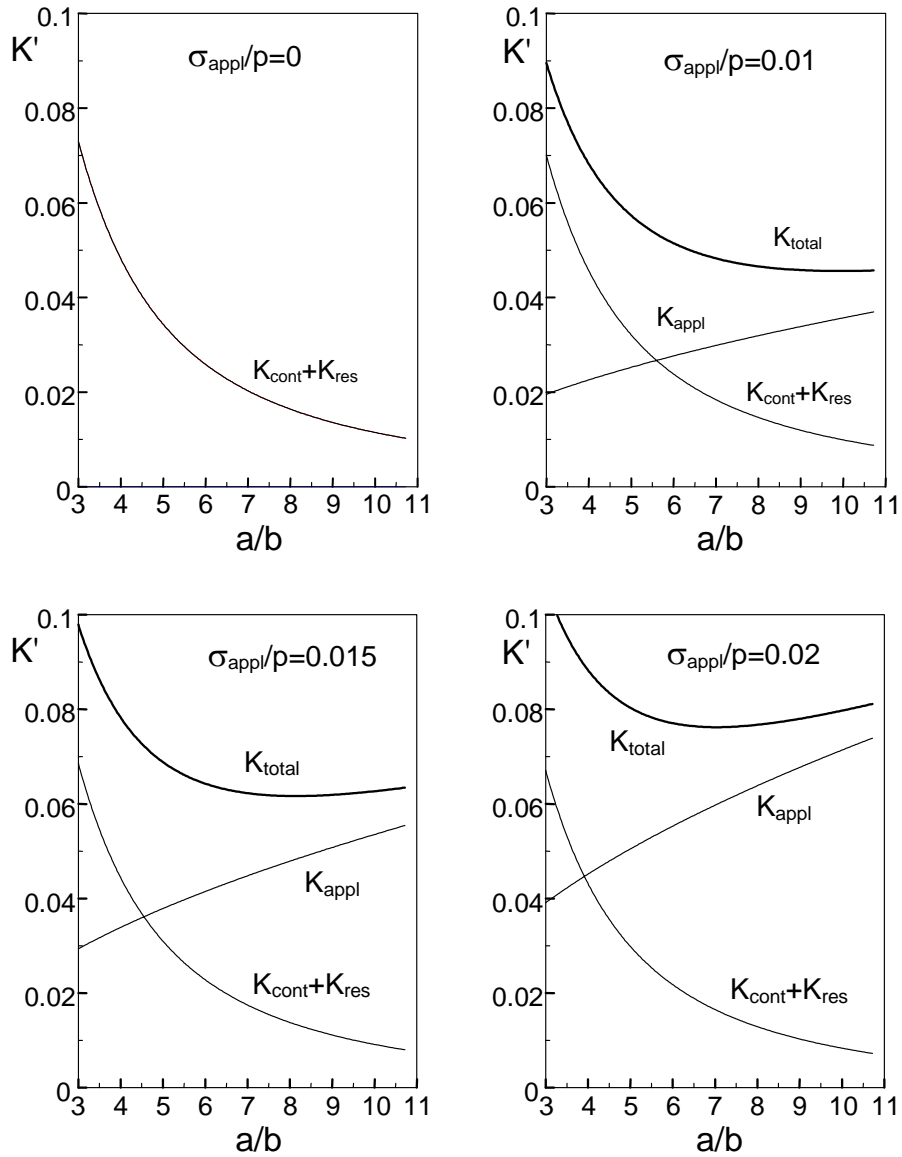 0.1
K'
σappl/p=0
0.08
0.06
0.04
Kcont+Kres
0.02
0
3 4 5 6 7 8 9 10 11
a/b
0.1
K'
σappl/p=0.01
0.08
0.06
Ktotal
0.04
Kappl
0.02
Kcont+Kres
0
3 4 5 6 7 8 9 10 11
a/b
0.1
K'
σappl/p=0.015
0.08
Ktotal
0.06
Kappl
0.04
Kcont+Kres
0.02
0
3 4 5 6 7 8 9 10 11
a/b
0.1
K'
σappl/p=0.02
0.08
Ktotal
0.06
Kappl
0.04
0.02
Kcont+Kres
0
3 4 5 6 7 8 9 10 11
a/b